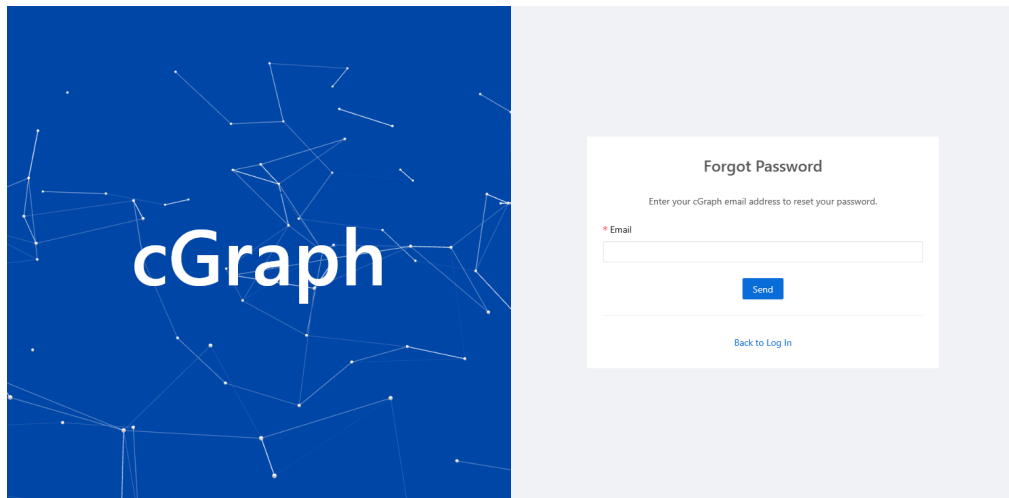 cGraph
Forgot Password
Enter your cGraph email address to reset your password.
* Email
Send
Back to Log In